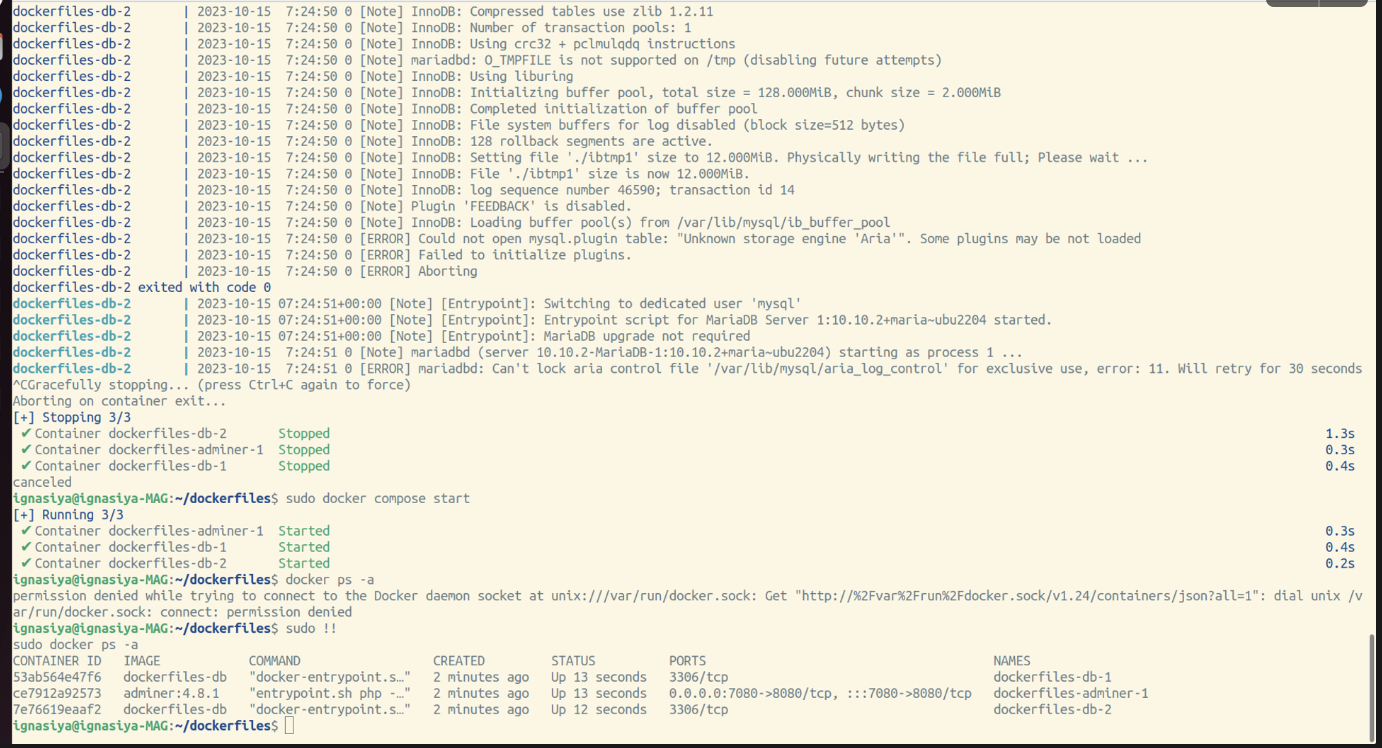 dockerfiles-db-2       | 2023-10-15  7:24:50 0 [Note] InnoDB: Compressed tables use zlib 1.2.11
dockerfiles-db-2       | 2023-10-15  7:24:50 0 [Note] InnoDB: Number of transaction pools: 1
dockerfiles-db-2       | 2023-10-15  7:24:50 0 [Note] InnoDB: Using crc32 + pclmulqdq instructions
dockerfiles-db-2       | 2023-10-15  7:24:50 0 [Note] mariadbd: O_TMPFILE is not supported on /tmp (disabling future attempts)
dockerfiles-db-2       | 2023-10-15  7:24:50 0 [Note] InnoDB: Using liburing
dockerfiles-db-2       | 2023-10-15  7:24:50 0 [Note] InnoDB: Initializing buffer pool, total size = 128.000MiB, chunk size = 2.000MiB
dockerfiles-db-2       | 2023-10-15  7:24:50 0 [Note] InnoDB: Completed initialization of buffer pool
dockerfiles-db-2       | 2023-10-15  7:24:50 0 [Note] InnoDB: File system buffers for log disabled (block size=512 bytes)
dockerfiles-db-2       | 2023-10-15  7:24:50 0 [Note] InnoDB: 128 rollback segments are active.
dockerfiles-db-2       | 2023-10-15  7:24:50 0 [Note] InnoDB: Setting file './ibtmp1' size to 12.000MiB. Physically writing the file full; Please wait ...
dockerfiles-db-2       | 2023-10-15  7:24:50 0 [Note] InnoDB: File './ibtmp1' size is now 12.000MiB.
dockerfiles-db-2       | 2023-10-15  7:24:50 0 [Note] InnoDB: log sequence number 46590; transaction id 14
dockerfiles-db-2       | 2023-10-15  7:24:50 0 [Note] Plugin 'FEEDBACK' is disabled.
dockerfiles-db-2       | 2023-10-15  7:24:50 0 [Note] InnoDB: Loading buffer pool(s) from /var/lib/mysql/ib_buffer_pool
dockerfiles-db-2       | 2023-10-15  7:24:50 0 [ERROR] Could not open mysql.plugin table: "Unknown storage engine 'Aria'". Some plugins may be not loaded
dockerfiles-db-2       | 2023-10-15  7:24:50 0 [ERROR] Failed to initialize plugins.
dockerfiles-db-2       | 2023-10-15  7:24:50 0 [ERROR] Aborting
dockerfiles-db-2 exited with code 0
dockerfiles-db-2       | 2023-10-15 07:24:51+00:00 [Note] [Entrypoint]: Switching to dedicated user 'mysql'
dockerfiles-db-2       | 2023-10-15 07:24:51+00:00 [Note] [Entrypoint]: Entrypoint script for MariaDB Server 1:10.10.2+maria~ubu2204 started.
dockerfiles-db-2       | 2023-10-15 07:24:51+00:00 [Note] [Entrypoint]: MariaDB upgrade not required
dockerfiles-db-2       | 2023-10-15  7:24:51 0 [Note] mariadbd (server 10.10.2-MariaDB-1:10.10.2+maria~ubu2204) starting as process 1 ...
dockerfiles-db-2       | 2023-10-15  7:24:51 0 [ERROR] mariadbd: Can't lock aria control file '/var/lib/mysql/aria_log_control' for exclusive use, error: 11. Will retry for 30 seconds
^CGracefully stopping... (press Ctrl+C again to force)
Aborting on container exit...
[+] Stopping 3/3
 ✔ Container dockerfiles-db-2       Stopped 1.3s
 ✔ Container dockerfiles-adminer-1  Stopped 0.3s
 ✔ Container dockerfiles-db-1       Stopped 0.4s
canceled
ignasiya@ignasiya-MAG:~/dockerfiles$ sudo docker compose start
[+] Running 3/3
 ✔ Container dockerfiles-adminer-1  Started 0.3s
 ✔ Container dockerfiles-db-1       Started 0.4s
 ✔ Container dockerfiles-db-2       Started 0.2s
ignasiya@ignasiya-MAG:~/dockerfiles$ docker ps -a
permission denied while trying to connect to the Docker daemon socket at unix:///var/run/docker.sock: Get "http://%2Fvar%2Frun%2Fdocker.sock/v1.24/containers/json?all=1": dial unix /v
ar/run/docker.sock: connect: permission denied
ignasiya@ignasiya-MAG:~/dockerfiles$ sudo !!
sudo docker ps -a
CONTAINER ID   IMAGE            COMMAND                  CREATED         STATUS          PORTS                                       NAMES
53ab564e47f6   dockerfiles-db   "docker-entrypoint.s…"   2 minutes ago   Up 13 seconds   3306/tcp                                    dockerfiles-db-1
ce7912a92573   adminer:4.8.1    "entrypoint.sh php -…"   2 minutes ago   Up 13 seconds   0.0.0.0:7080->8080/tcp, :::7080->8080/tcp   dockerfiles-adminer-1
7e76619eaaf2   dockerfiles-db   "docker-entrypoint.s…"   2 minutes ago   Up 12 seconds   3306/tcp                                    dockerfiles-db-2
ignasiya@ignasiya-MAG:~/dockerfiles$